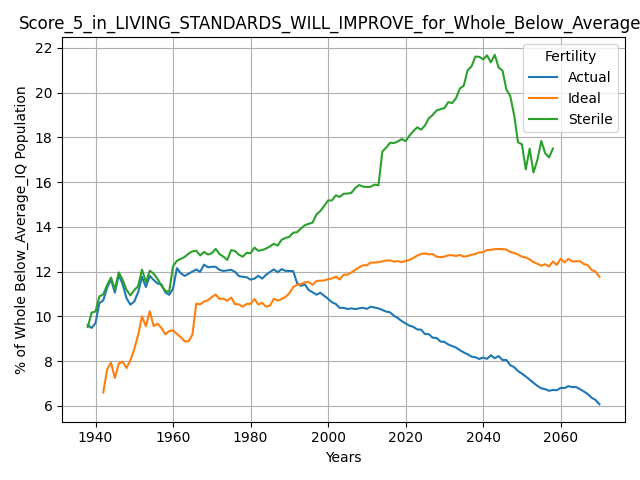 Score_5_in_LIVING_STANDARDS_WILL_IMPROVE_for_Whole_Below_Average
% of Whole Below_Average_IQ Population
22
20
18
16
14
12
10
8
6
Fertility
Actual
Ideal
Sterile
1940
1960
1980
2000
2020
2040
2060
Years